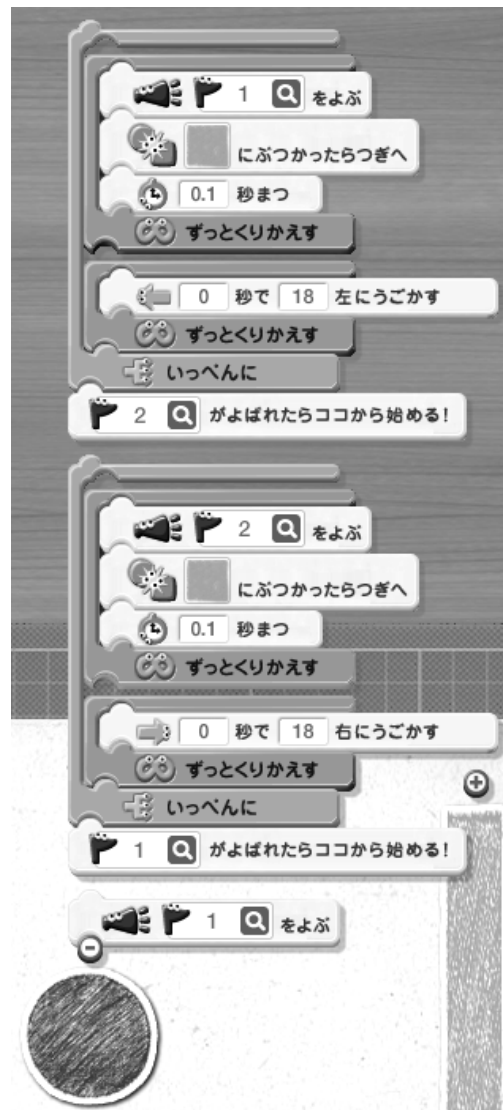 1 をよぶ
にぶつかったらつぎへ
0.1 秒まつ
ずっとくりかえす
0 秒で 18 左にうごかす
ずっとくりかえす
いっぺんに
2 がよばれたらココから始める!
2 をよぶ
にぶつかったらつぎへ
0.1 秒まつ
ずっとくりかえす
0 秒で 18 右にうごかす
ずっとくりかえす
いっぺんに
1 がよばれたらココから始める!
1 をよぶ